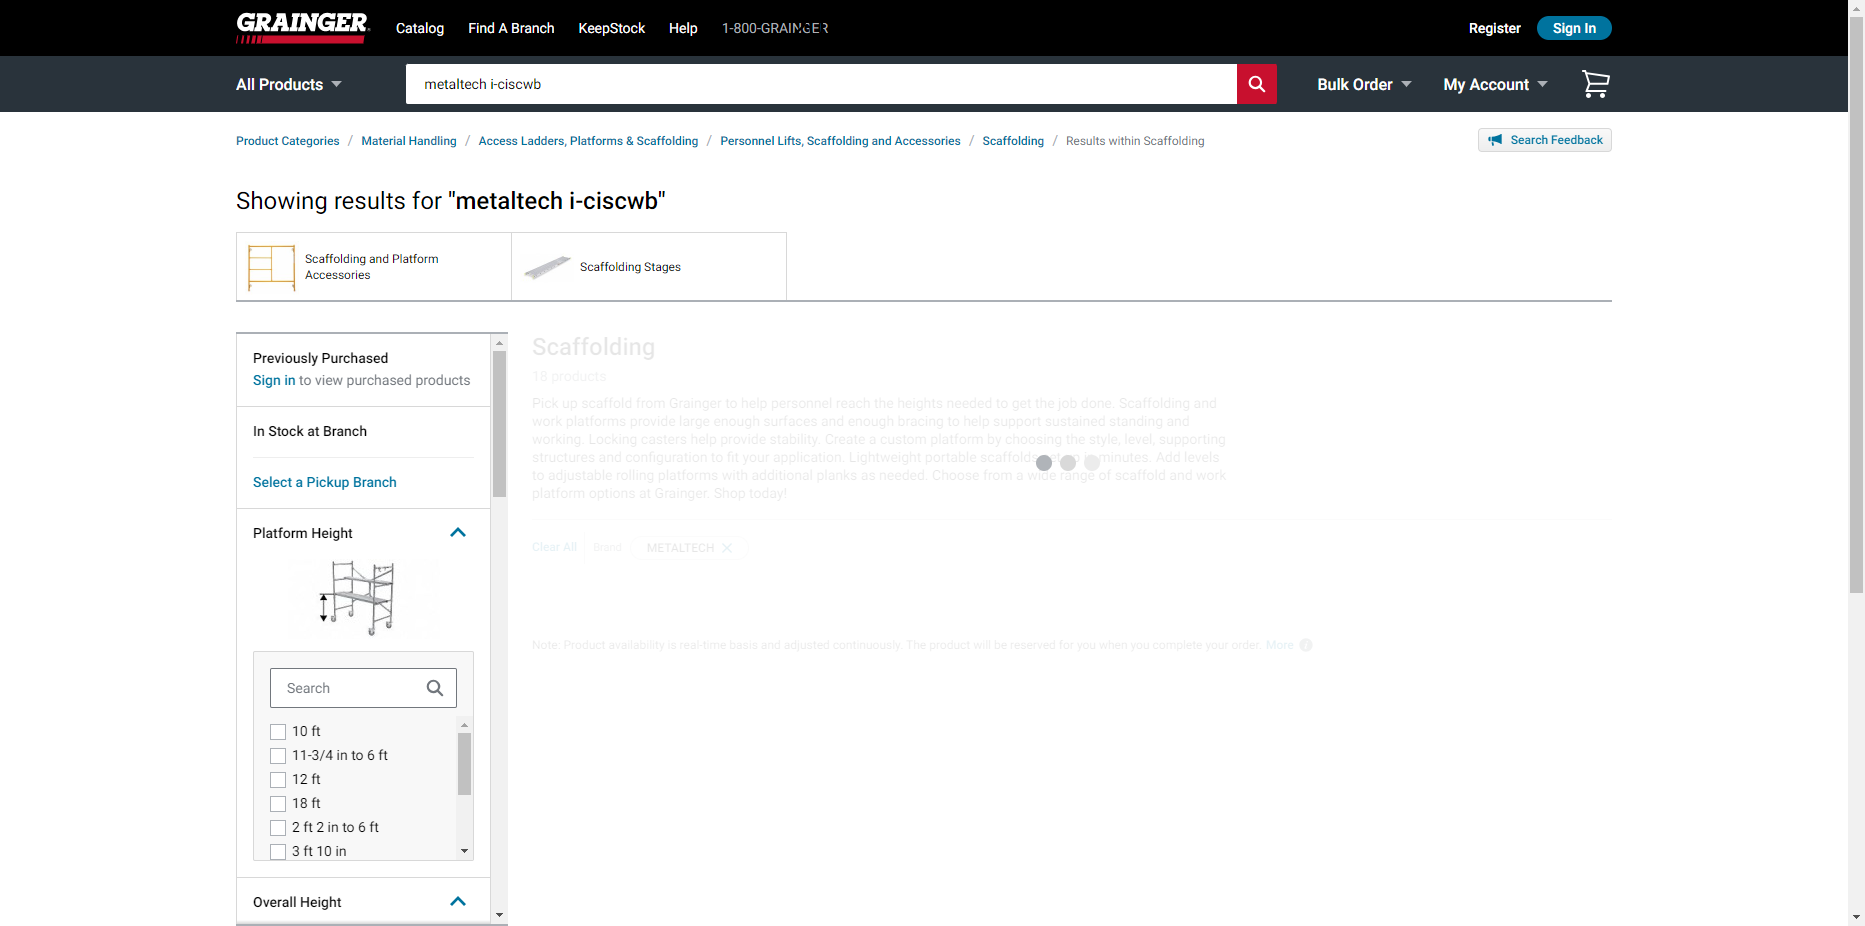 GRAINGER
Catalog
Find A Branch
KeepStock
Help
1-800-GRAINGER
Register
Sign In
All Products
metaltech i-ciscwb
Bulk Order
My Account
Product Categories / Material Handling / Access Ladders, Platforms & Scaffolding / Personnel Lifts, Scaffolding and Accessories / Scaffolding / Results within Scaffolding
Search Feedback
Showing results for "metaltech i-ciscwb"
Scaffolding and Platform
Accessories
Scaffolding Stages
Previously Purchased
Sign in to view purchased products
In Stock at Branch
Select a Pickup Branch
Platform Height
Search
10 ft
11-3/4 in to 6 ft
12 ft
18 ft
2 ft 2 in to 6 ft
3 ft 10 in
Overall Height
Scaffolding
18 products
Pick up scaffold from Grainger to help personnel reach the heights needed to get the job done. Scaffolding and
work platforms provide large enough surfaces and enough bracing to help support sustained standing and
working. Locking casters help provide stability. Create a custom platform by choosing the style, level, supporting
structures and configuration to fit your application. Lightweight portable scaffolds minutes. Add levels
to adjustable rolling platforms with additional planks as needed. Choose from a wide range of scaffold and work
platform options at Grainger. Shop today!
Clear All
Brand
METALTECH
Note: Product availability is real-time basis and adjusted continuously. The product will be reserved for you when you complete your order. More